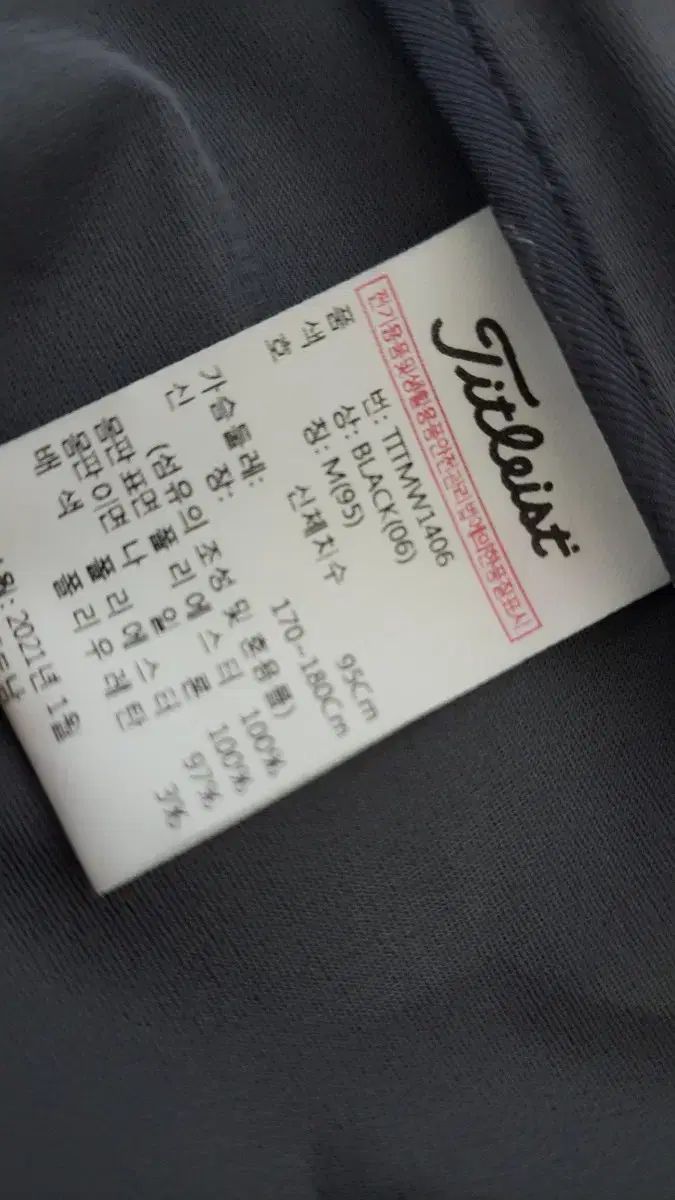 Titleist
전기용품및생활용품안전관리법에의한품질표시
품 번: TITMW1406
색 상: BLACK(06)
호 칭: M(95)
신체치수
가슴둘레: 95Cm
신 장: 170~180Cm
(섬유의 조성 및 혼용률)
몸판 표면 폴리에스터 100%
몸판 이면 나일론 100%
배 색 폴리에스터 97%
폴리우레탄 3%
월: 2021년 1월